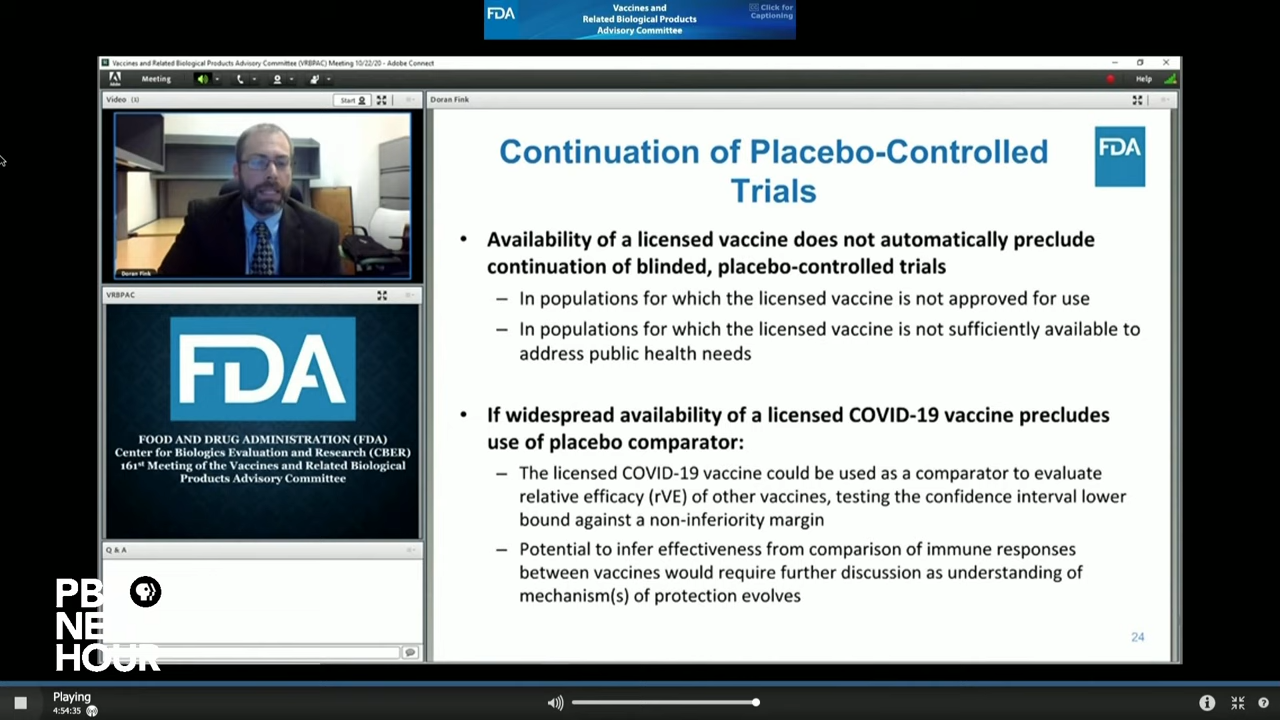 FDA
Vaccines and
Related Biological Products
Advisory Committee
CC Click for
Captioning
Vaccines and Related Biological Products Advisory Committee (VRBPAC) Meeting 10/22/20 - Adobe Connect
Meeting
Help
Video (1)
Start
Doran Fink
Doran Fink
Continuation of Placebo-Controlled
Trials
FDA
• Availability of a licensed vaccine does not automatically preclude
continuation of blinded, placebo-controlled trials
– In populations for which the licensed vaccine is not approved for use
– In populations for which the licensed vaccine is not sufficiently available to
address public health needs
• If widespread availability of a licensed COVID-19 vaccine precludes
use of placebo comparator:
– The licensed COVID-19 vaccine could be used as a comparator to evaluate
relative efficacy (rVE) of other vaccines, testing the confidence interval lower
bound against a non-inferiority margin
– Potential to infer effectiveness from comparison of immune responses
between vaccines would require further discussion as understanding of
mechanism(s) of protection evolves
24
VRBPAC
FDA
FOOD AND DRUG ADMINISTRATION (FDA)
Center for Biologics Evaluation and Research (CBER)
161st Meeting of the Vaccines and Related Biological
Products Advisory Committee
Q & A
PB
NE
HOUR
Playing
4:54:35